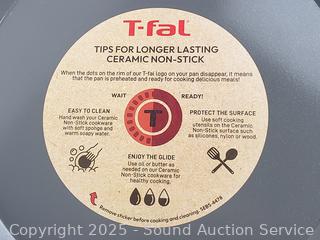 T-fal
TIPS FOR LONGER LASTING
CERAMIC NON-STICK
When the dots on the rim of our T-fal logo on your pan disappear, it means
that the pan is preheated and ready for cooking delicious meals!
WAIT
READY!
T
EASY TO CLEAN
Hand wash your Ceramic
Non-Stick cookware
with soft sponge and
warm soapy water.
PROTECT THE SURFACE
Use soft cooking
utensils on the Ceramic
Non-Stick surface such
as silicones, nylon or wood.
ENJOY THE GLIDE
Use oil or butter as
needed on our Ceramic
Non-Stick cookware for
healthy cooking.
Remove sticker before cooking and cleaning. SEBS-4478
Copyright 2025 - Sound Auction Service